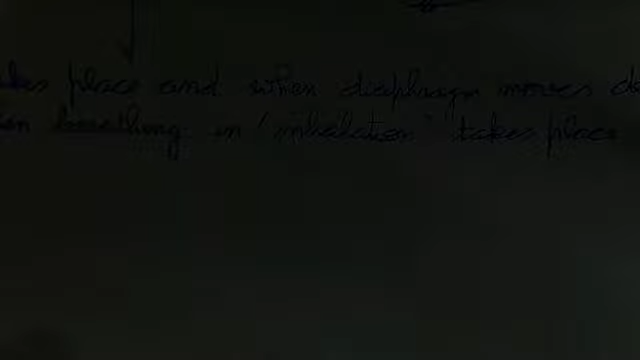 place and when diaphragm moves
breathing in "inhalation" takes place